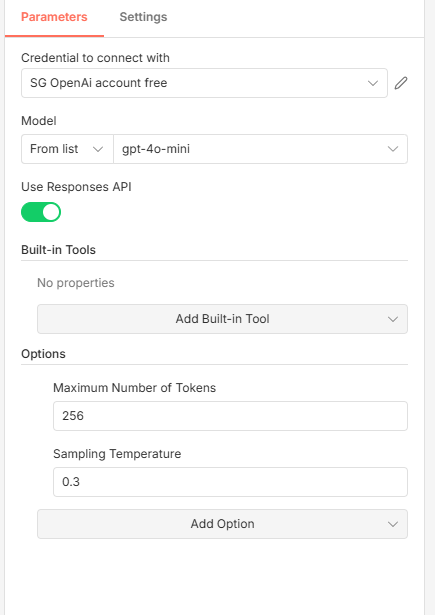 Parameters Settings
Credential to connect with
SG OpenAi account free
Model
From list gpt-4o-mini
Use Responses API
Built-in Tools
No properties
Add Built-in Tool
Options
Maximum Number of Tokens
256
Sampling Temperature
0.3
Add Option